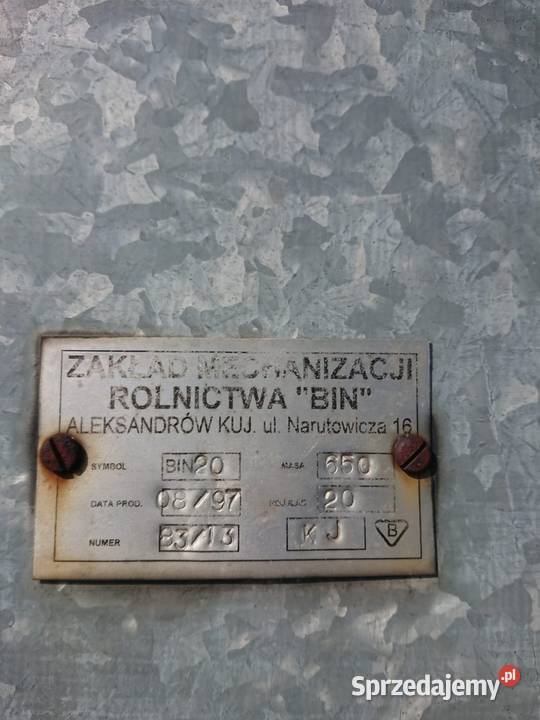 ZAKŁAD MECHANIZACJI
ROLNICTWA "BIN"
ALEKSANDRÓW KUJ. ul. Narutowicza 16
SYMBOL BIN20 MASA 650
DATA PROD. 08/97 20
NUMER 83/13 KJ B
Sprzedajemy.pl